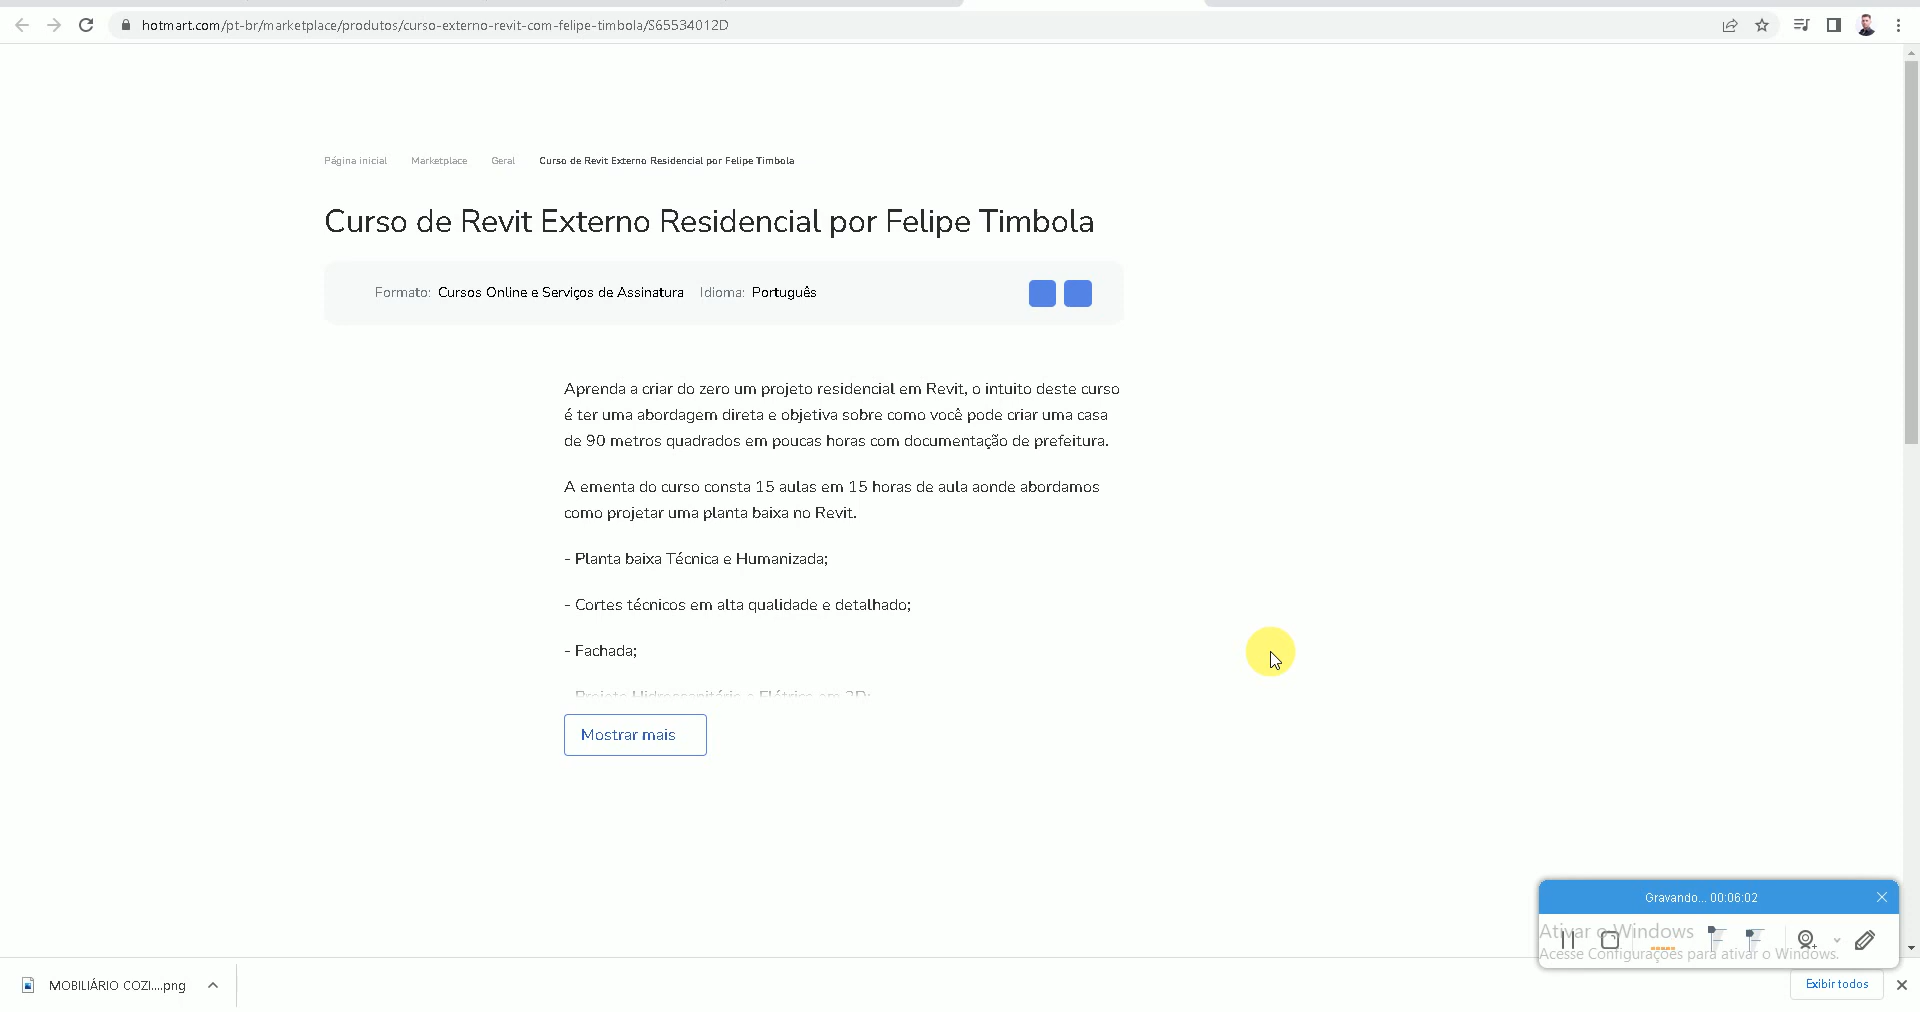 hotmart.com/pt-br/marketplace/produtos/curso-externo-revit-com-felipe-timbola/S65534012D
Página inicial Marketplace Geral Curso de Revit Externo Residencial por Felipe Timbola
Curso de Revit Externo Residencial por Felipe Timbola
Formato: Cursos Online e Serviços de Assinatura Idioma: Português
Aprenda a criar do zero um projeto residencial em Revit, o intuito deste curso
é ter uma abordagem direta e objetiva sobre como você pode criar uma casa
de 90 metros quadrados em poucas horas com documentação de prefeitura.
A ementa do curso consta 15 aulas em 15 horas de aula aonde abordamos
como projetar uma planta baixa no Revit.
- Planta baixa Técnica e Humanizada;
- Cortes técnicos em alta qualidade e detalhado;
- Fachada;
- Projeto Hidrossanitário e Elétrico em 3D;
Mostrar mais
Gravando... 00:06:02
Ativar o Windows
Acesse Configurações para ativar o Windows.
MOBILIÁRIO COZI....png
Exibir todos